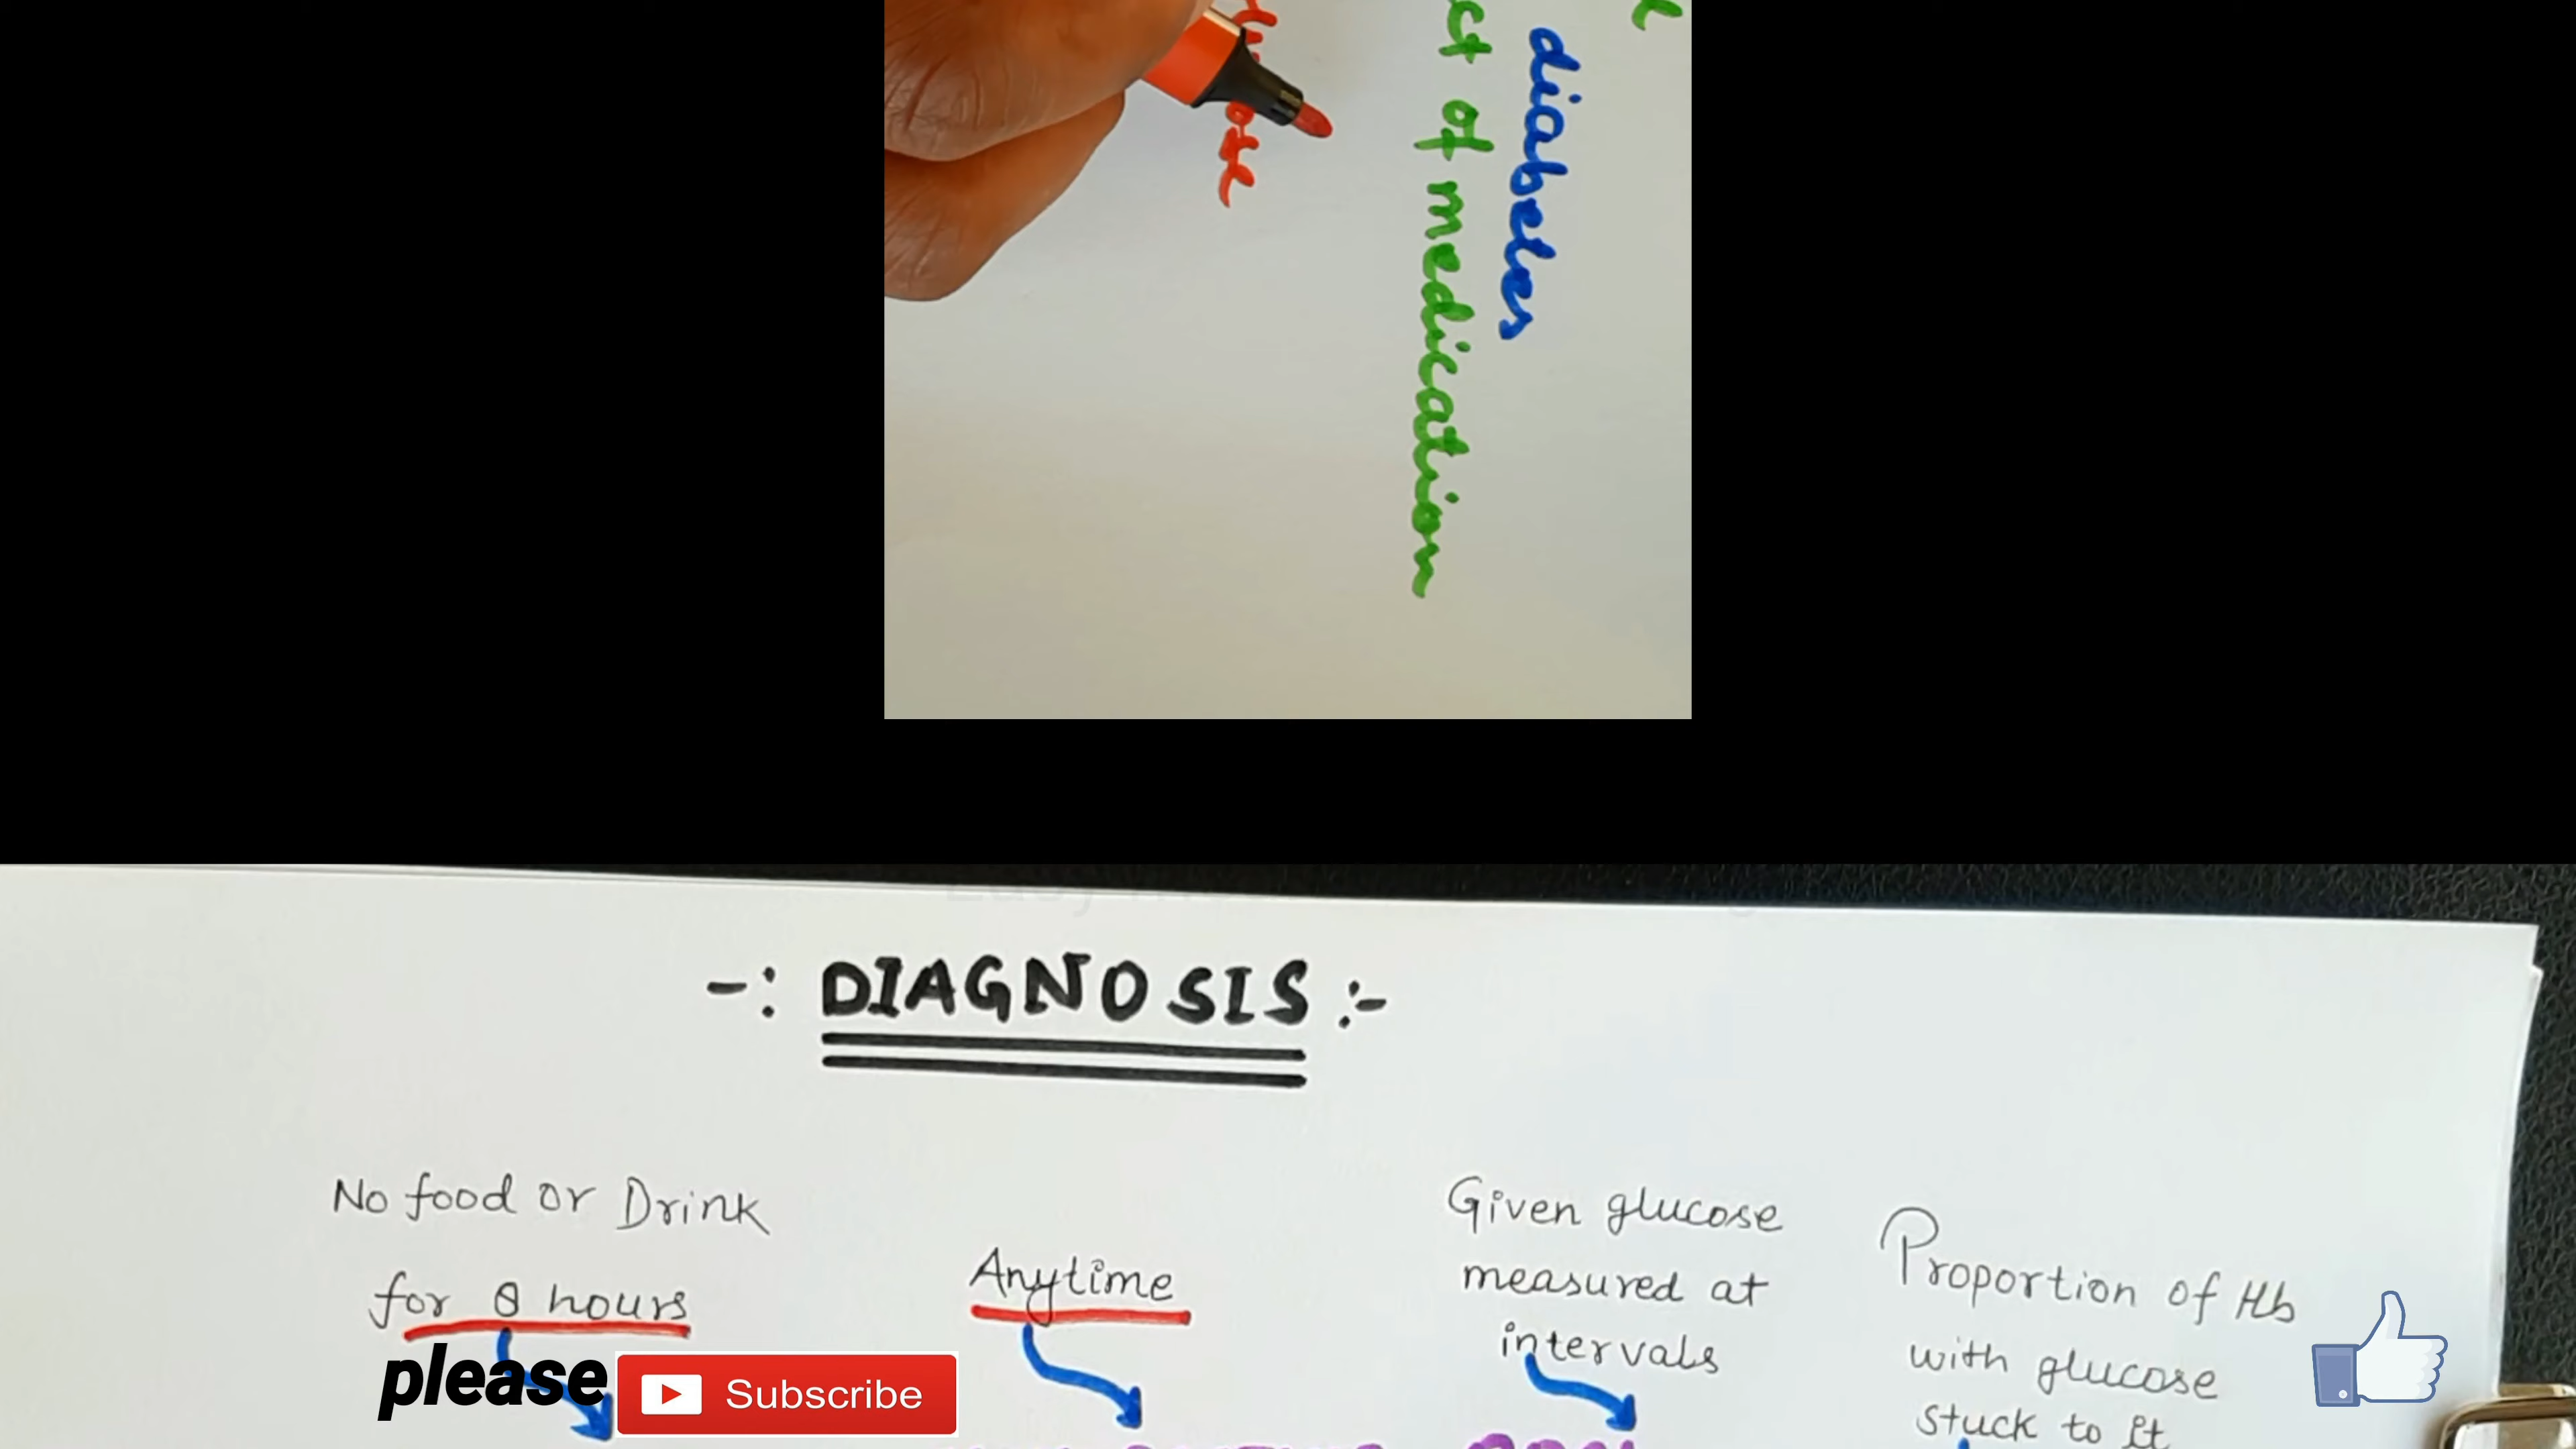 diabetes
of medication
-: DIAGNOSIS :-
No food or Drink
for 8 hours
Anytime
Given glucose
measured at
intervals
Proportion of Hb
with glucose
stuck to it
please
Subscribe